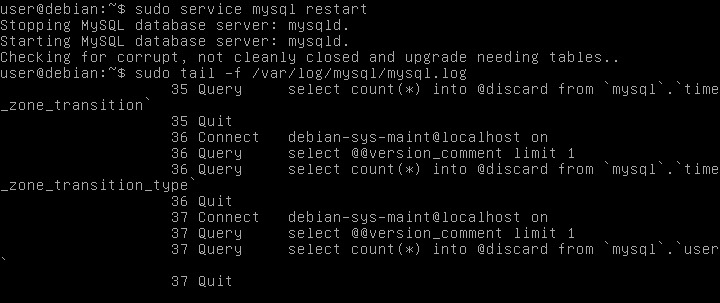 user@debian:~$ sudo service mysql restart
Stopping MySQL database server: mysqld.
Starting MySQL database server: mysqld.
Checking for corrupt, not cleanly closed and upgrade needing tables..
user@debian:~$ sudo tail -f /var/log/mysql/mysql.log
                   35 Query     select count(*) into @discard from `mysql`.`time
_zone_transition`
                   35 Quit
                   36 Connect   debian-sys-maint@localhost on
                   36 Query     select @@version_comment limit 1
                   36 Query     select count(*) into @discard from `mysql`.`time
_zone_transition_type`
                   36 Quit
                   37 Connect   debian-sys-maint@localhost on
                   37 Query     select @@version_comment limit 1
                   37 Query     select count(*) into @discard from `mysql`.`user
`
                   37 Quit